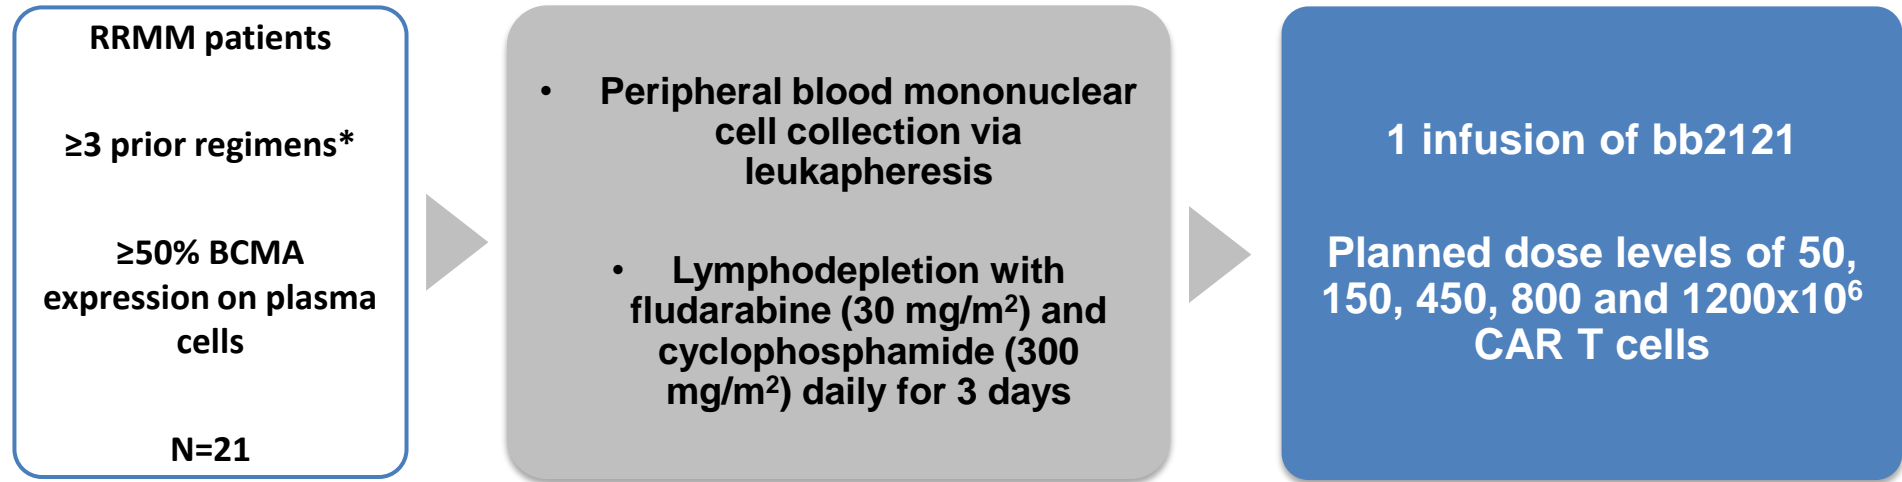 RRMM patients
≥3 prior regimens*
≥50% BCMA
expression on plasma
cells
N=21
• Peripheral blood mononuclear
cell collection via
leukapheresis
• Lymphodepletion with
fludarabine (30 mg/m²) and
cyclophosphamide (300
mg/m²) daily for 3 days
1 infusion of bb2121
Planned dose levels of 50,
150, 450, 800 and 1200x10⁶
CAR T cells